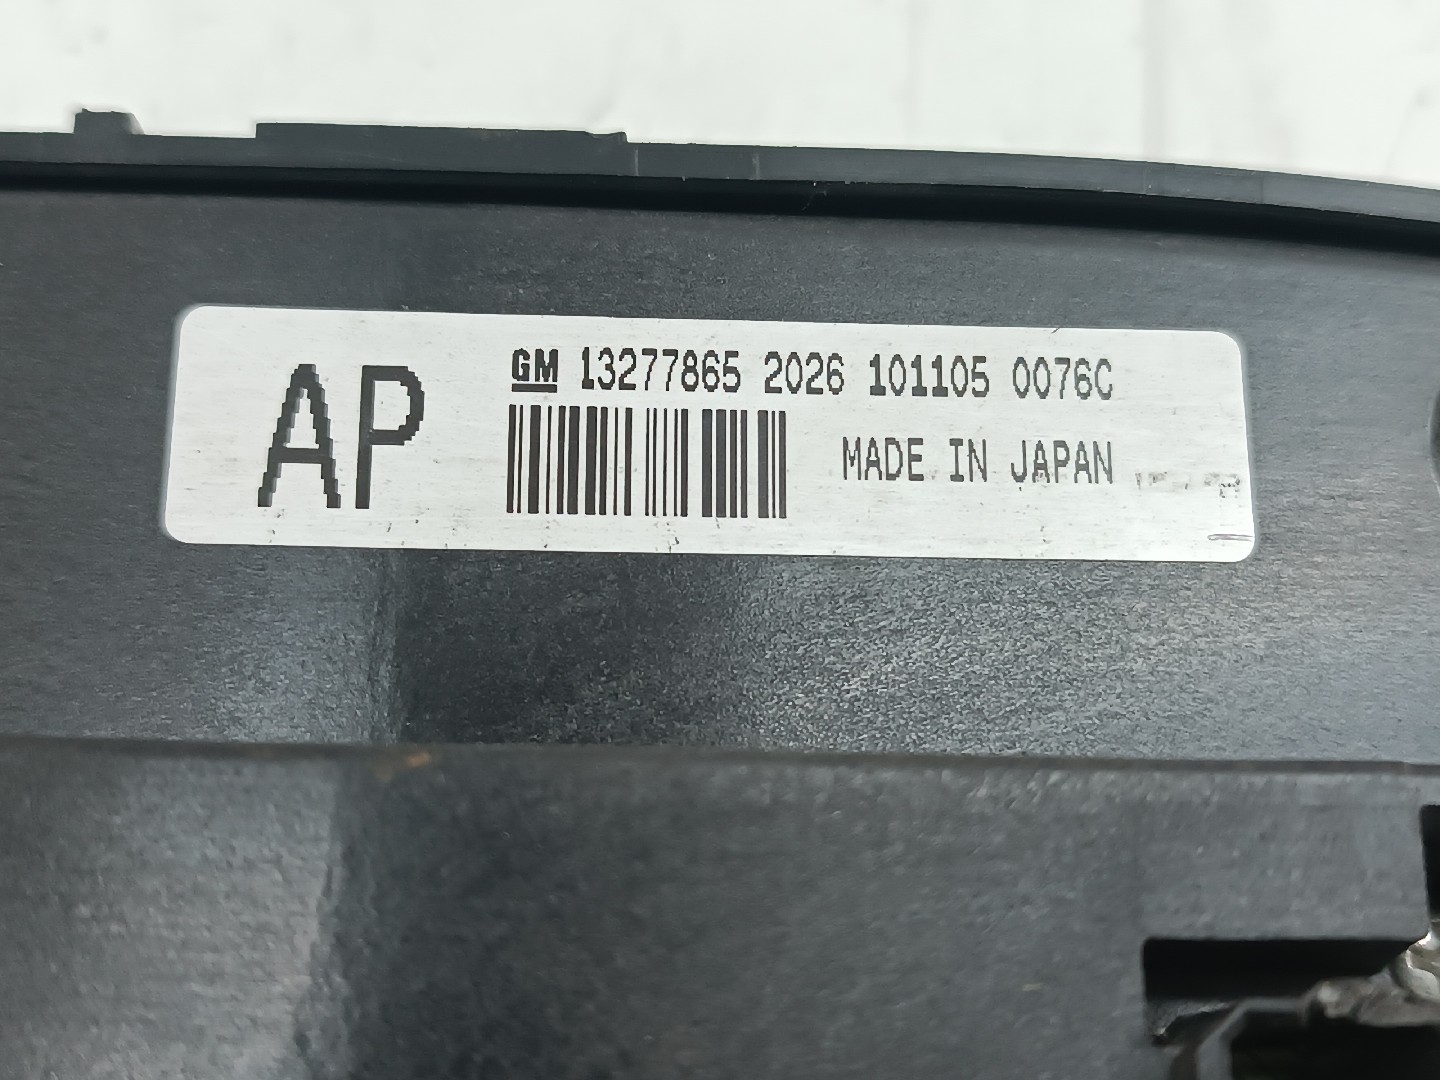 AP
GM 13277865 2026 101105 0076C
MADE IN JAPAN